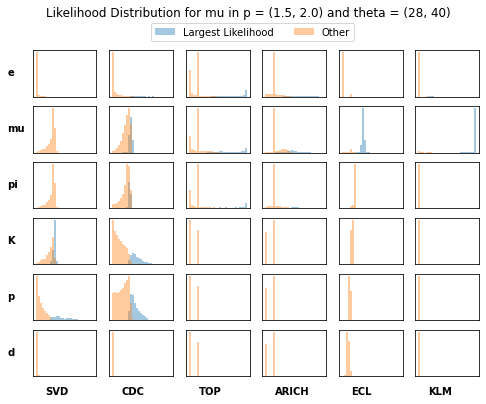 Likelihood Distribution for mu in p = (1.5, 2.0) and theta = (28, 40)
Largest Likelihood Other
e
mu
pi
K
p
d
SVD CDC TOP ARICH ECL KLM